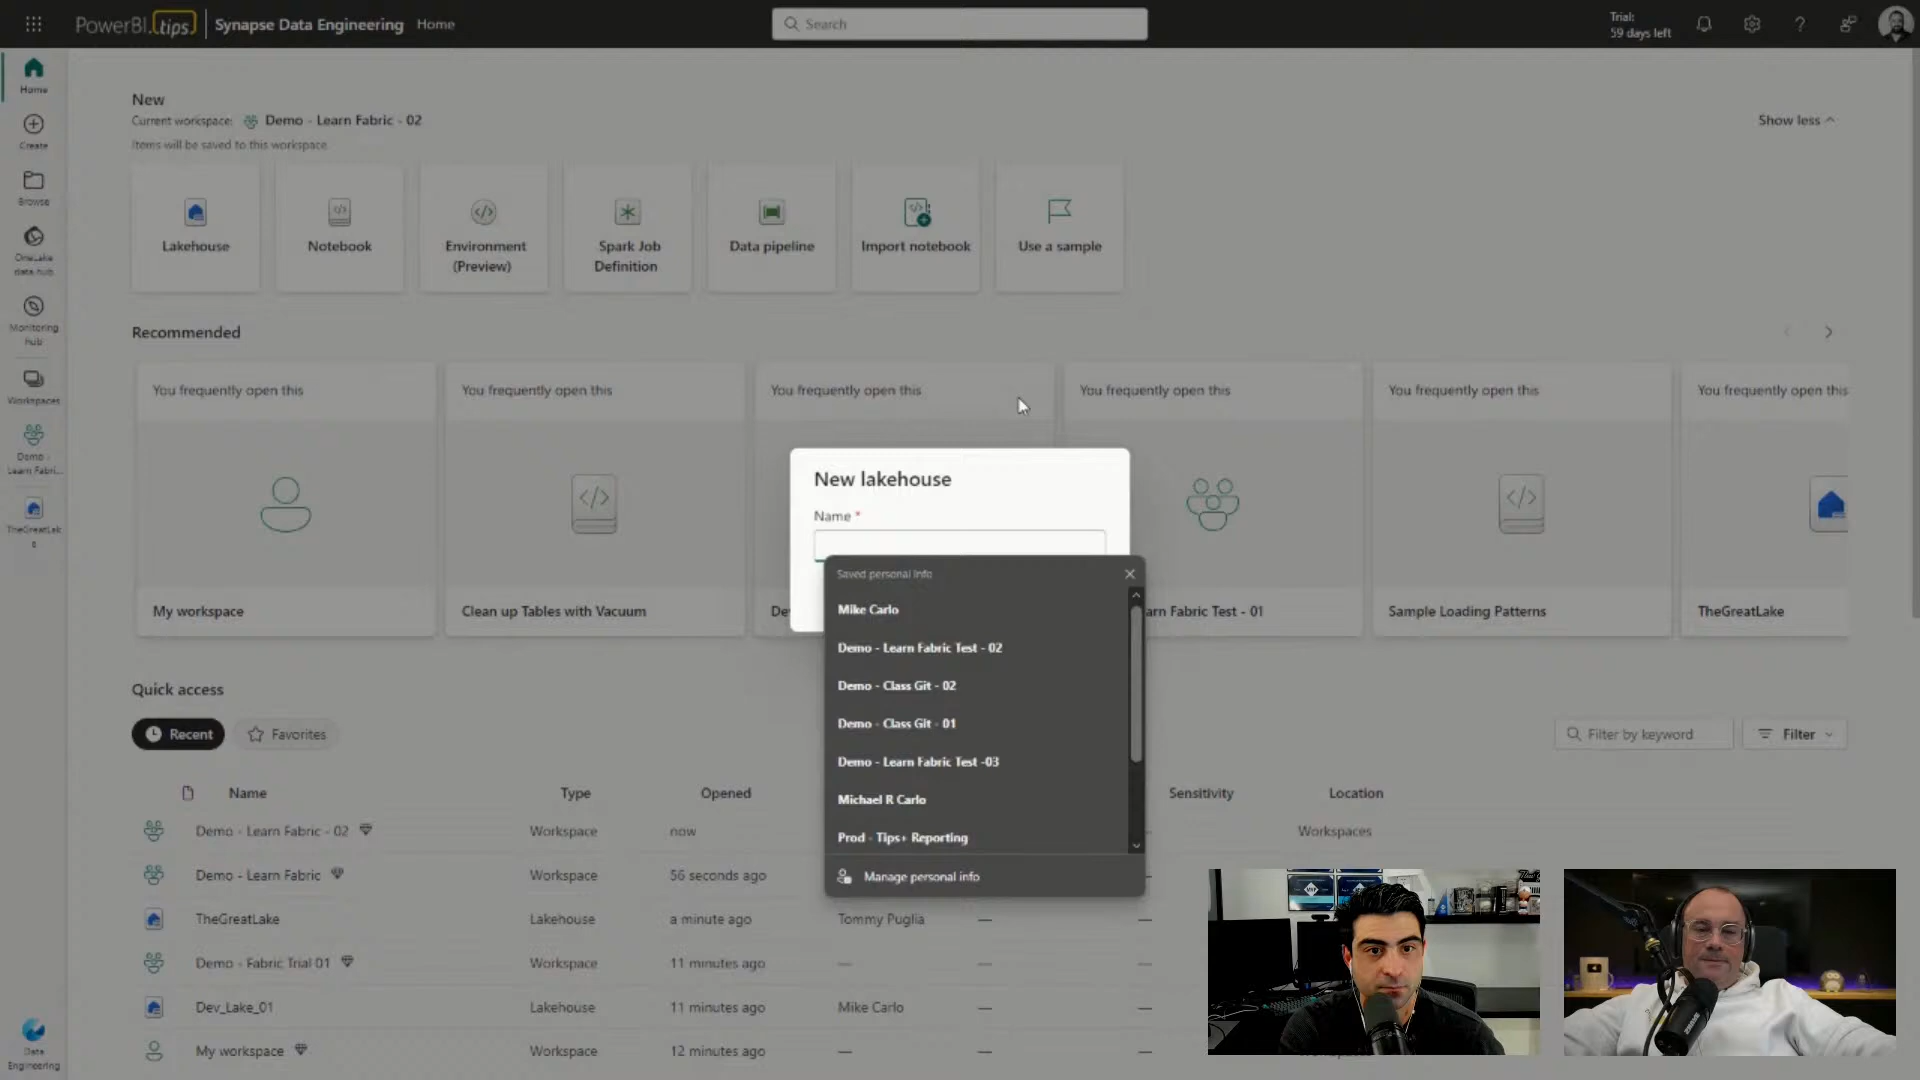 PowerBI.tips
Synapse Data Engineering
Home
Search
Trial:
59 days left
Home
Create
Browse
OneLake
data hub
Monitoring
hub
Workspaces
Demo -
Learn Fabri...
TheGreatLak
e
Data
Engineering
New
Current workspace: Demo - Learn Fabric - 02
Items will be saved to this workspace.
Show less
Lakehouse
Notebook
Environment
(Preview)
Spark Job
Definition
Data pipeline
Import notebook
Use a sample
Recommended
You frequently open this
You frequently open this
You frequently open this
You frequently open this
You frequently open this
You frequently open this
My workspace
Clean up Tables with Vacuum
De
arn Fabric Test - 01
Sample Loading Patterns
TheGreatLake
New lakehouse
Name *
Saved personal info
Mike Carlo
Demo - Learn Fabric Test - 02
Demo - Class Git - 02
Demo - Class Git - 01
Demo - Learn Fabric Test -03
Michael R Carlo
Prod - Tips+ Reporting
Manage personal info
Quick access
Recent
Favorites
Filter by keyword
Filter
Name
Type
Opened
Sensitivity
Location
Demo - Learn Fabric - 02
Workspace
now
Workspaces
Demo - Learn Fabric
Workspace
56 seconds ago
TheGreatLake
Lakehouse
a minute ago
Tommy Puglia
—
—
Demo - Fabric Trial 01
Workspace
11 minutes ago
—
—
—
Dev_Lake_01
Lakehouse
11 minutes ago
Mike Carlo
—
—
My workspace
Workspace
12 minutes ago
—
—
—